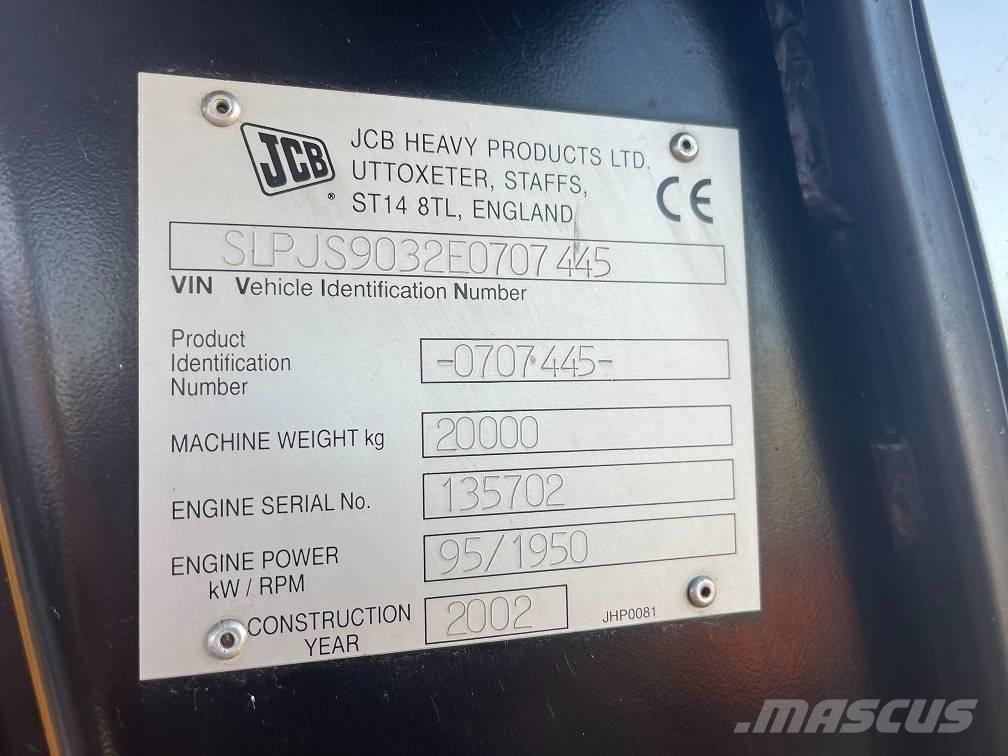 JCB
®
JCB HEAVY PRODUCTS LTD.
UTTOXETER, STAFFS,
ST14 8TL, ENGLAND
CE
SLPJS9032E0707445
VIN Vehicle Identification Number
Product
Identification
Number
-0707445-
MACHINE WEIGHT kg
20000
ENGINE SERIAL No.
135702
ENGINE POWER
kW / RPM
95/1950
CONSTRUCTION
YEAR
2002
JHP0081
MASCUS